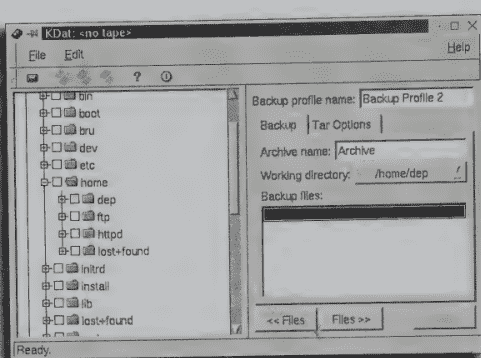 KDat: <no tape>
File Edit Help
?
bin
boot
bru
dev
etc
home
dep
ftp
httpd
lost+found
initrd
install
lib
lost+found
Backup profile name: Backup Profile 2
Backup Tar Options
Archive name: Archive
Working directory: /home/dep
Backup files:
<< Files Files >>
Ready.